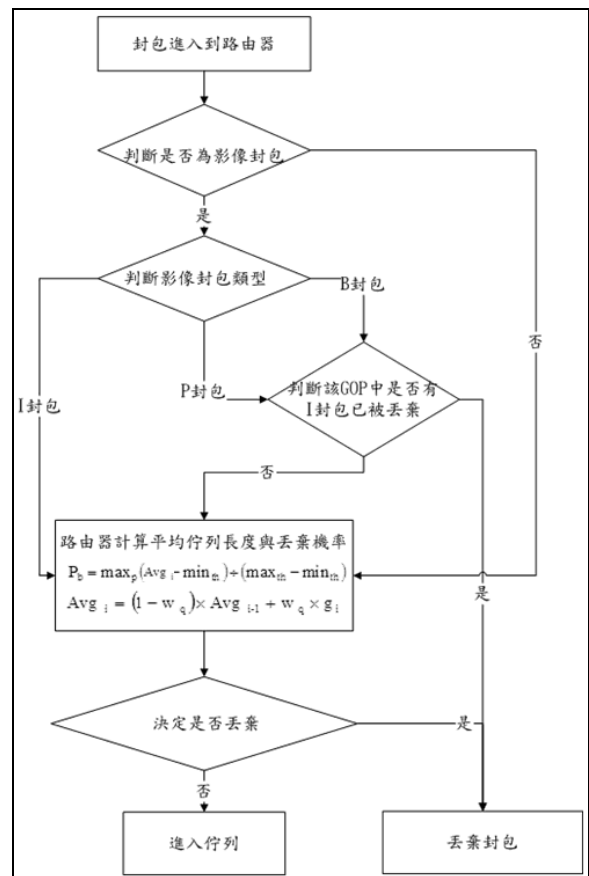 封包進入到路由器
判斷是否為影像封包
是
判斷影像封包類型
B封包
否
P封包
I封包
判斷該GOP中是否有
I封包已被丟棄
否
路由器計算平均佇列長度與丟棄機率
P_b = max_p(Avg_i - min_th) ÷ (max_th - min_th)
Avg_i = (1 - w_q) × Avg_{i-1} + w_q × g_i
是
決定是否丟棄
是
否
進入佇列
丟棄封包